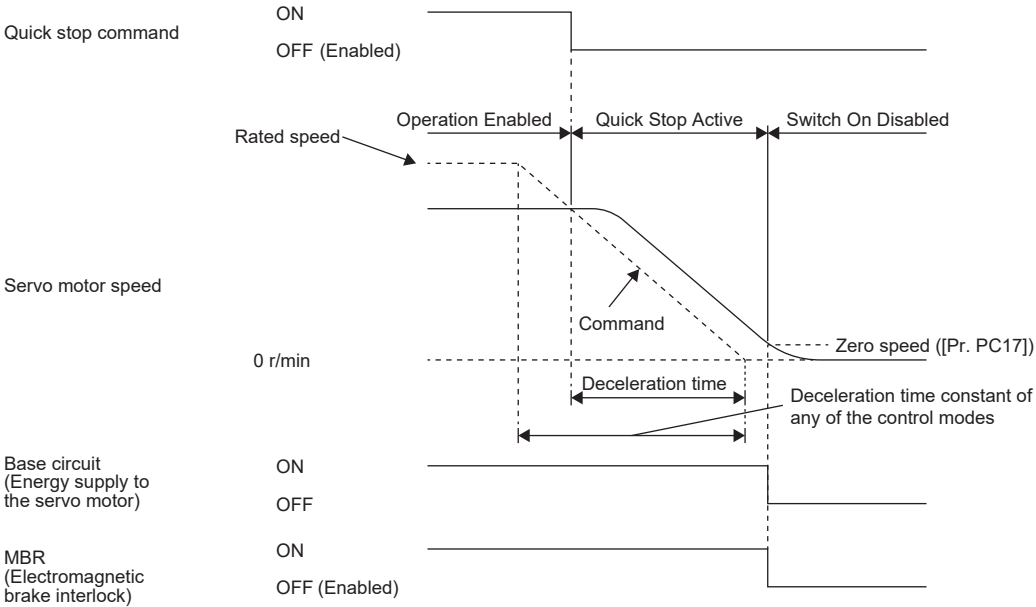 Quick stop command
ON
OFF (Enabled)
Operation Enabled
Quick Stop Active
Switch On Disabled
Rated speed
Servo motor speed
Command
Zero speed ([Pr. PC17])
0 r/min
Deceleration time
Deceleration time constant of
any of the control modes
Base circuit
(Energy supply to
the servo motor)
ON
OFF
MBR
(Electromagnetic
brake interlock)
ON
OFF (Enabled)